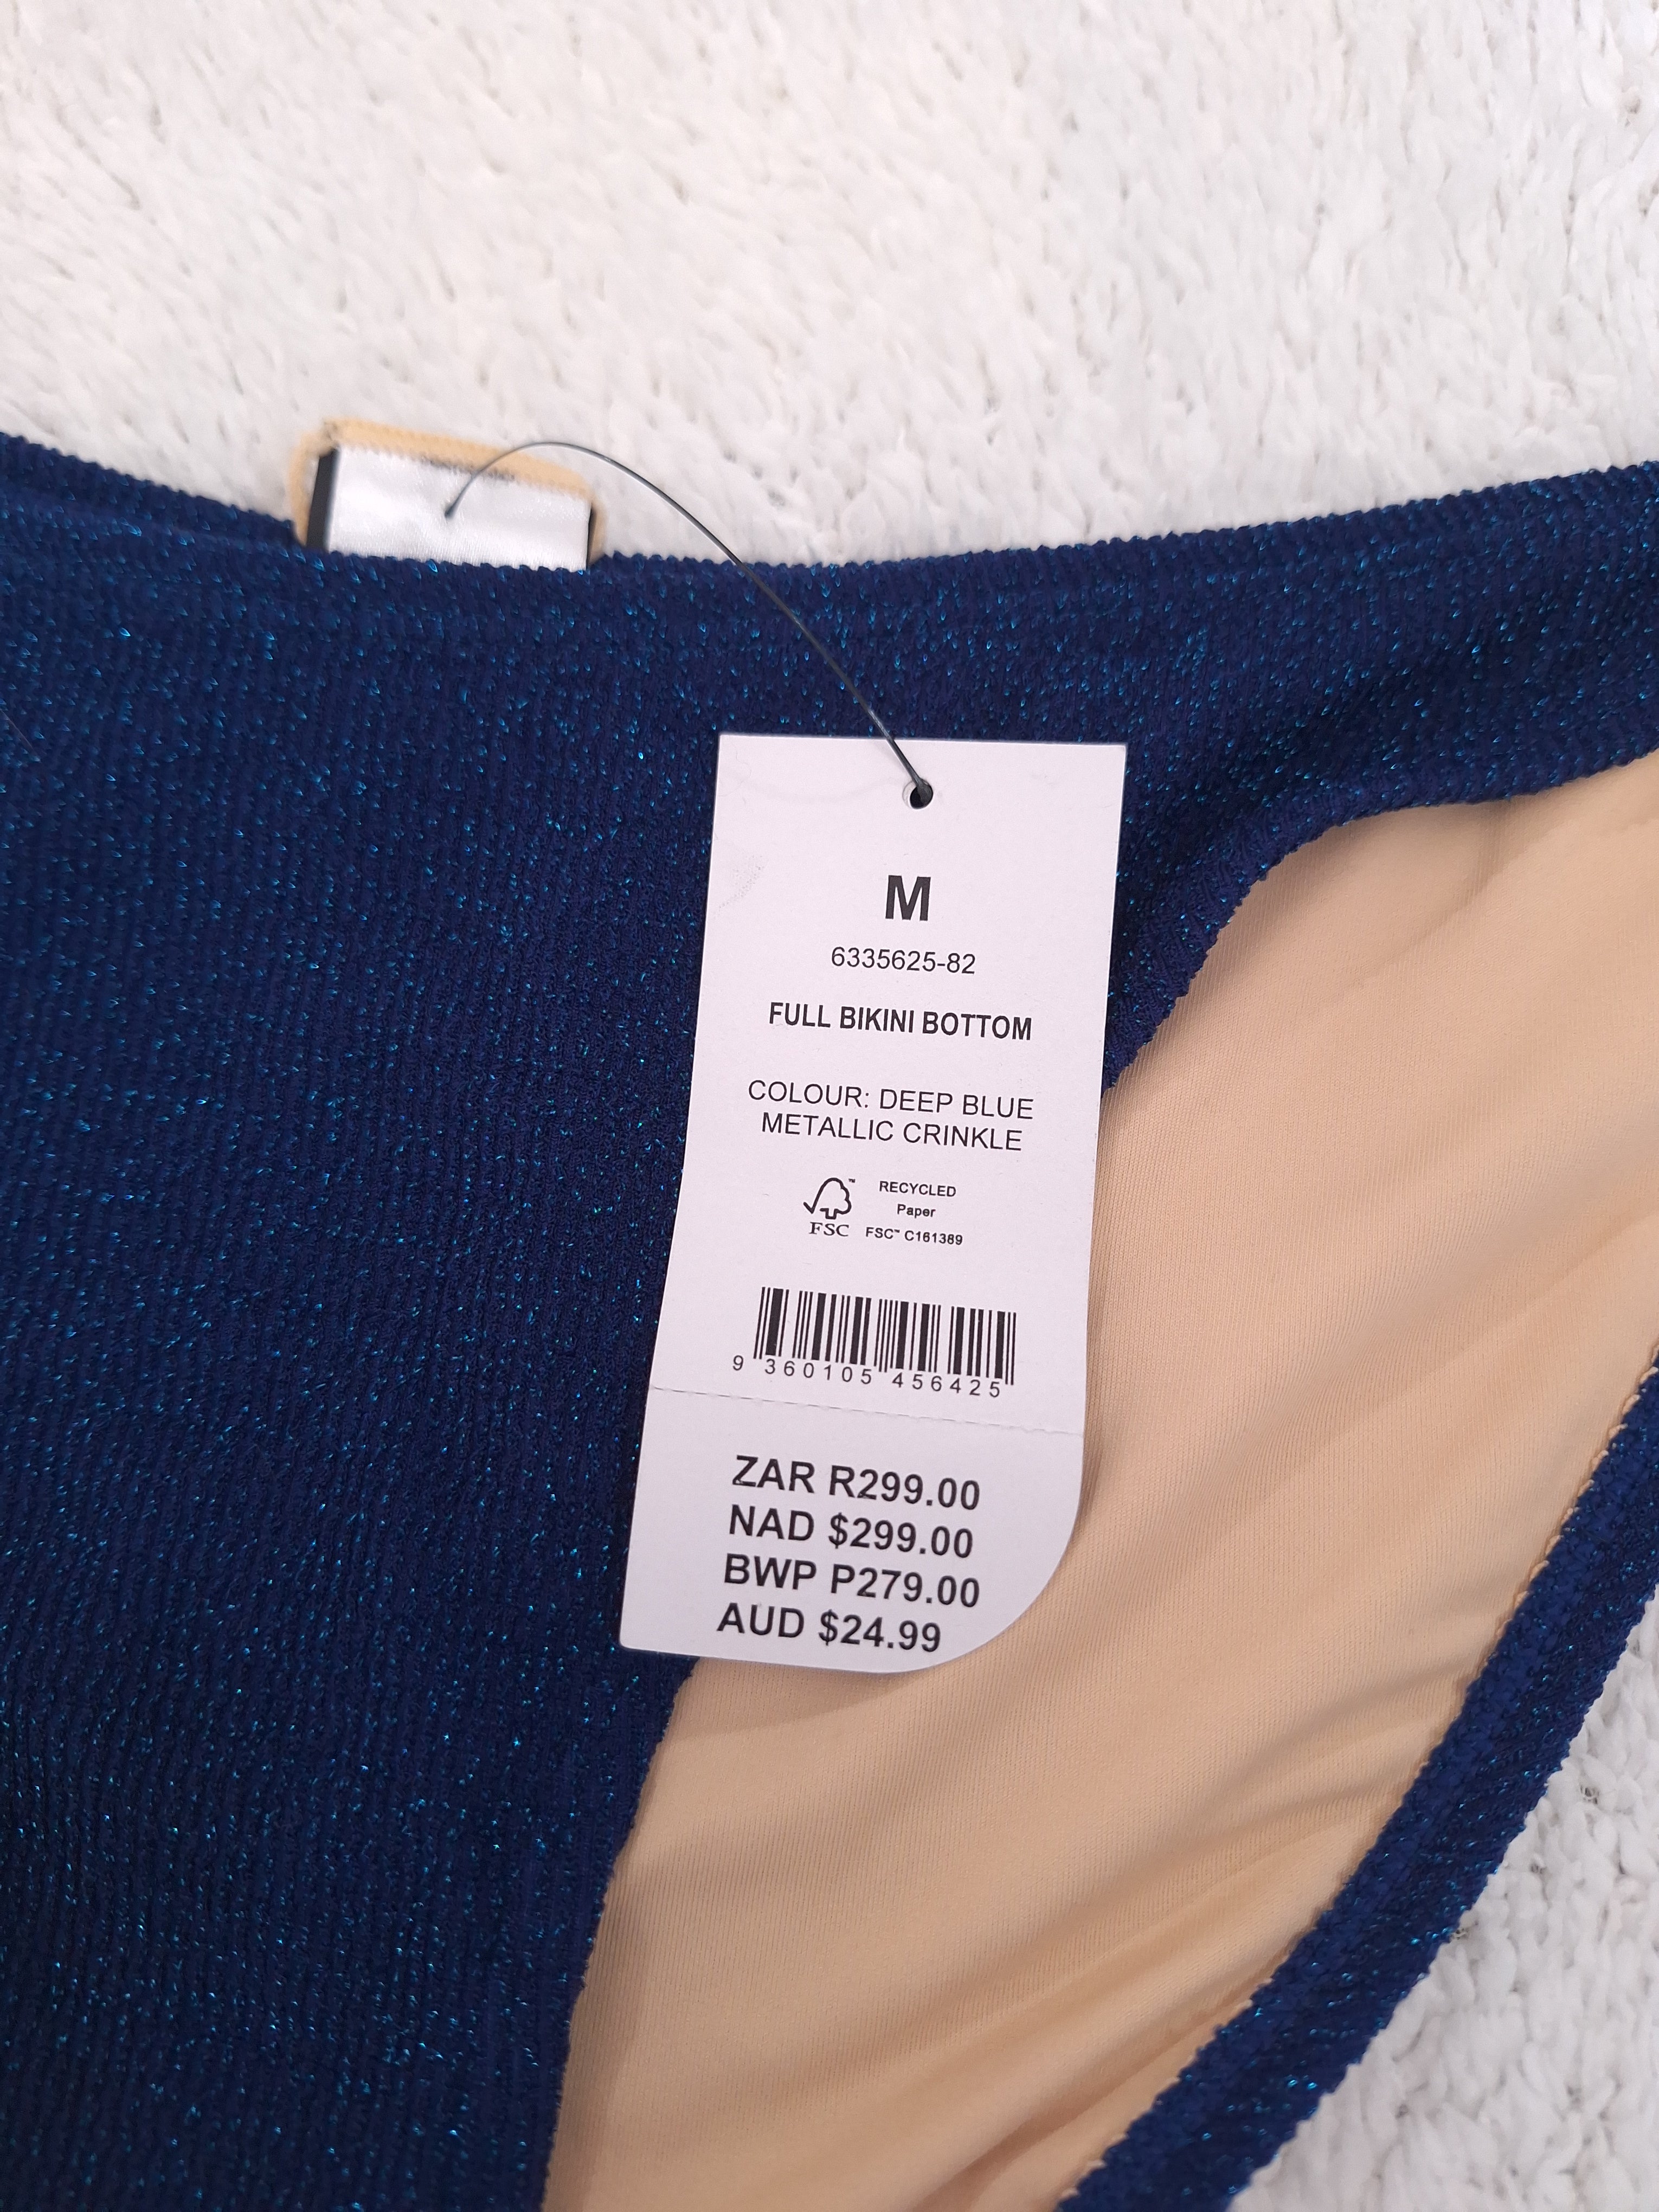 M
6335625-82
FULL BIKINI BOTTOM
COLOUR: DEEP BLUE
METALLIC CRINKLE
RECYCLED
Paper
FSC™ C161389
FSC
9 360105 456425
ZAR R299.00
NAD $299.00
BWP P279.00
AUD $24.99